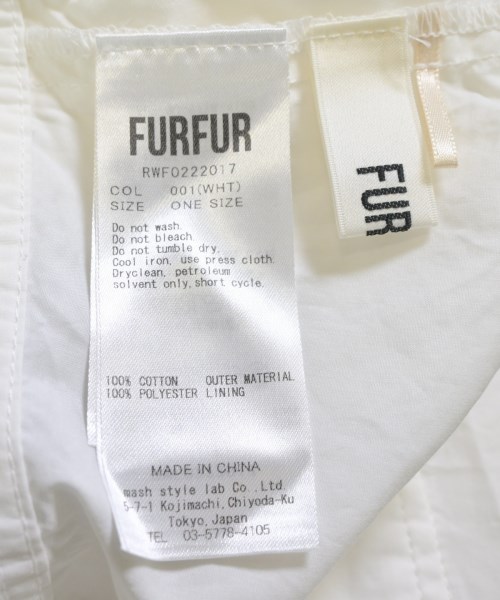 FURFUR
RWF0222017
COL 001(WHT)
SIZE ONE SIZE
Do not wash.
Do not bleach
Do not tumble dry.
Cool iron, use press cloth.
Dryclean, petroleum
solvent only, short cycle.
100% COTTON OUTER MATERIAL
100% POLYESTER LINING
MADE IN CHINA
mash style lab Co.,Ltd.
5-7-1 Kojimachi, Chiyoda-Ku
Tokyo, Japan
TEL 03-5778-4105
FUR